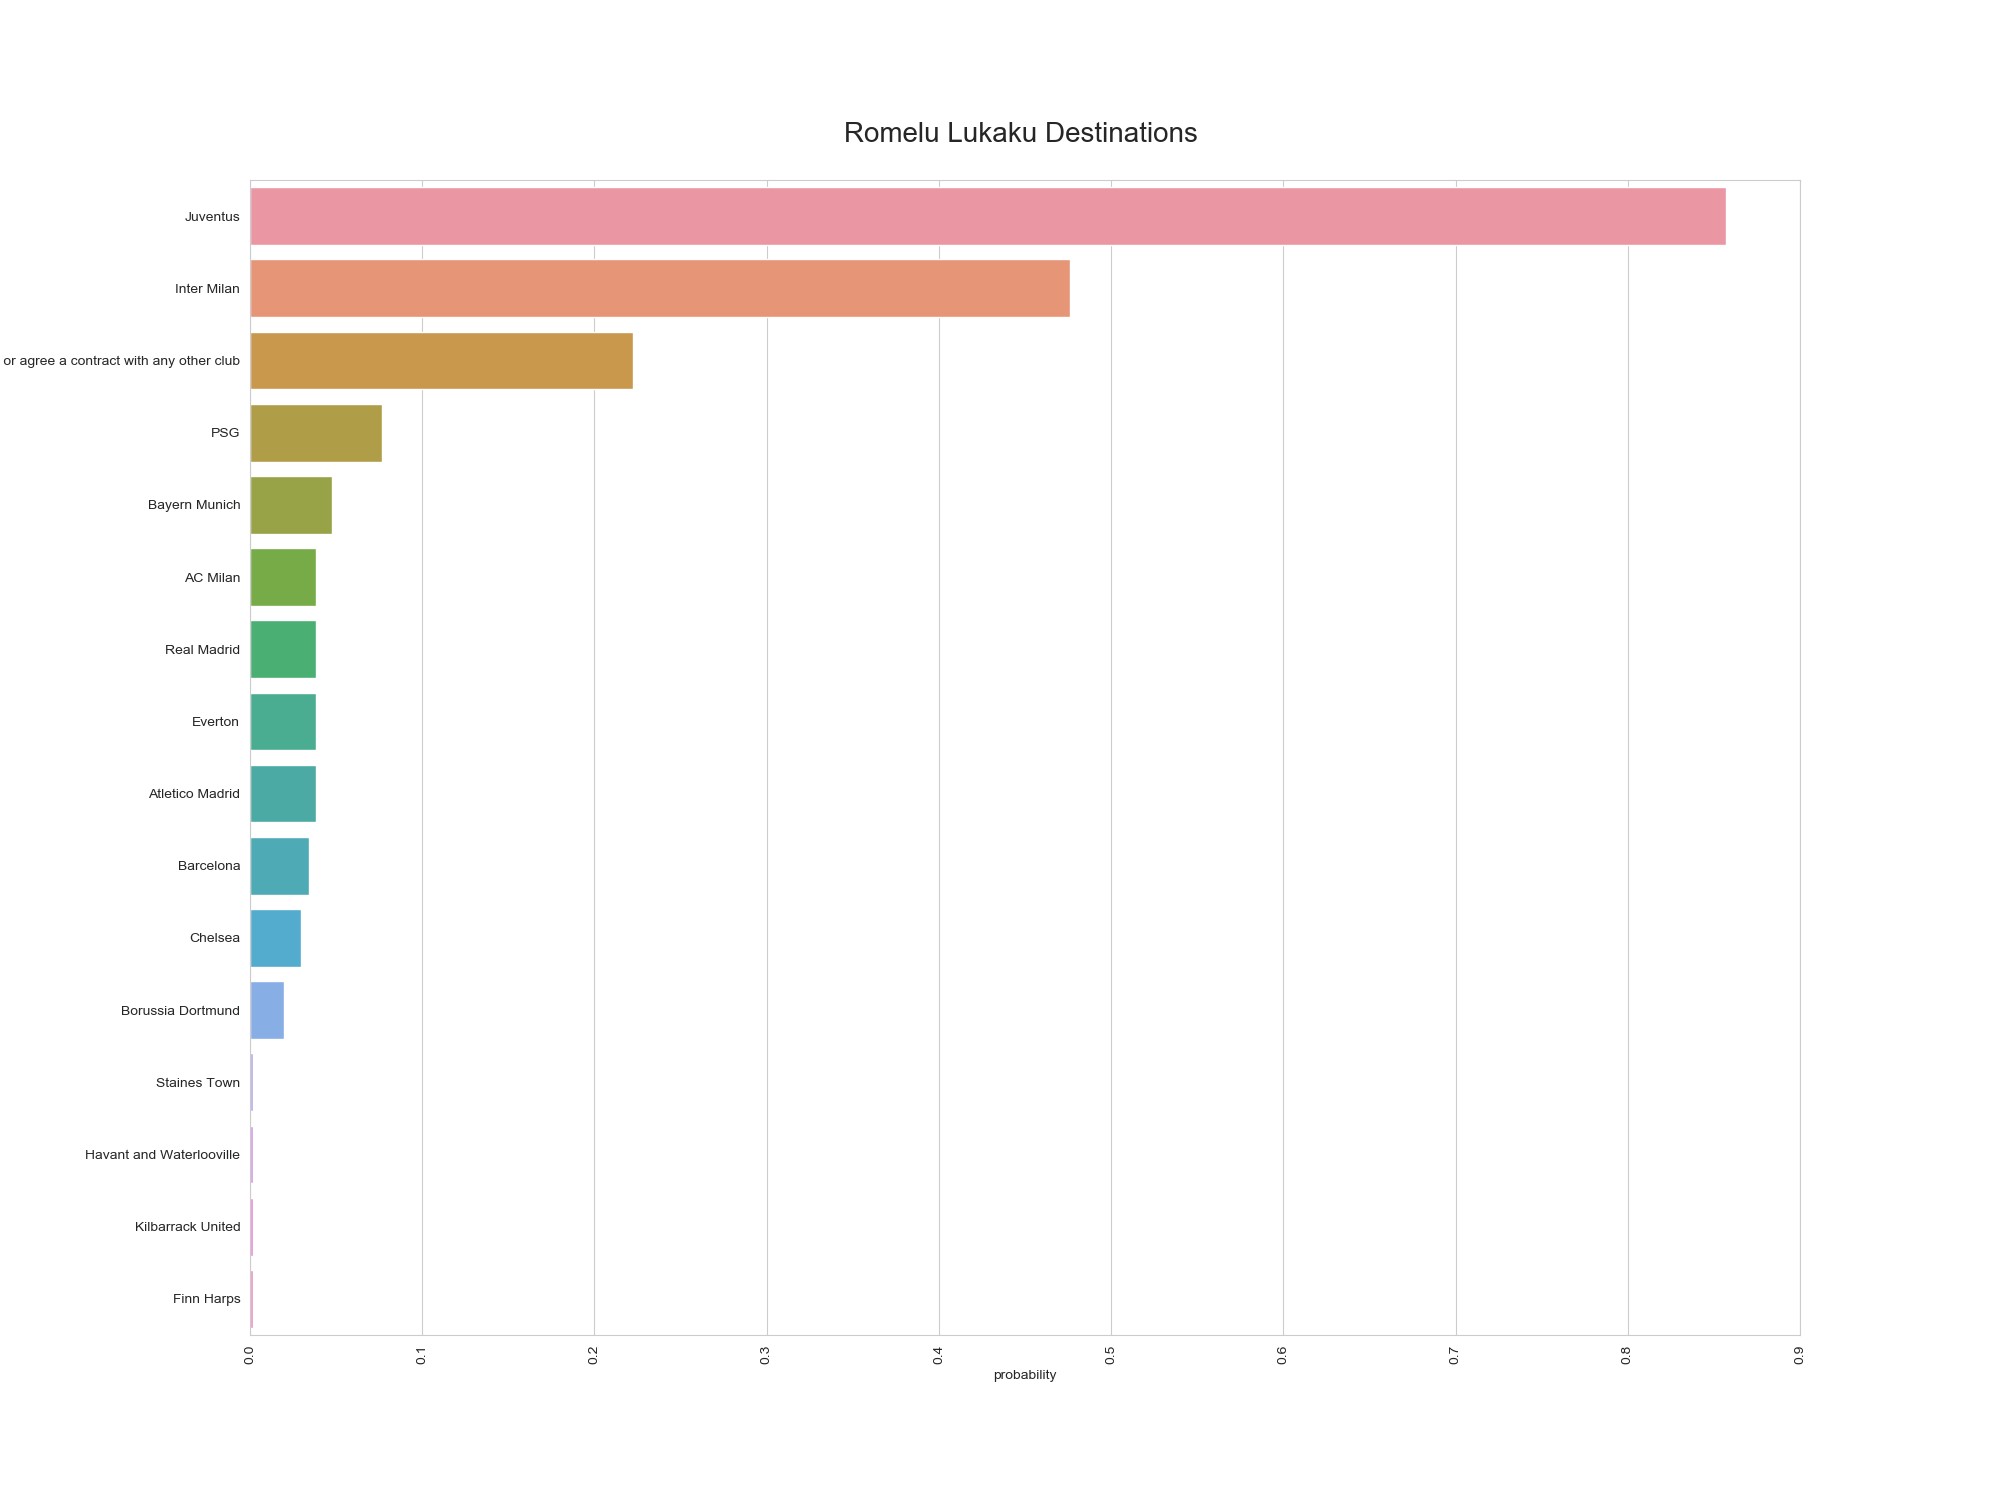 Romelu Lukaku Destinations
Juventus
Inter Milan
or agree a contract with any other club
PSG
Bayern Munich
AC Milan
Real Madrid
Everton
Atletico Madrid
Barcelona
Chelsea
Borussia Dortmund
Staines Town
Havant and Waterlooville
Kilbarrack United
Finn Harps
0.0 0.1 0.2 0.3 0.4 0.5 0.6 0.7 0.8 0.9
probability